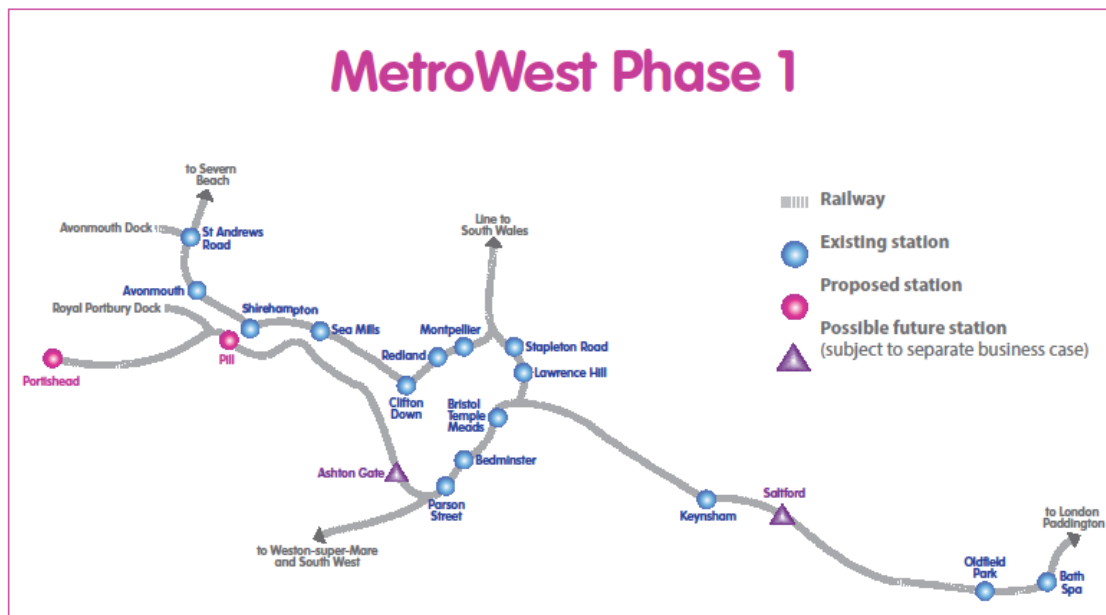 MetroWest Phase 1
to Severn
Beach
Avonmouth Dock
St Andrews
Road
Line to
South Wales
Railway
Existing station
Proposed station
Possible future station
(subject to separate business case)
Avonmouth
Royal Portbury Dock
Shirehampton
Sea Mills
Montpellier
Redland
Stapleton Road
Pill
Portishead
Lawrence Hill
Clifton
Down
Bristol
Temple
Meads
Bedminster
Ashton Gate
Parson
Street
Keynsham
Saltford
to Weston-super-Mare
and South West
to London
Paddington
Oldfield
Park
Bath
Spa